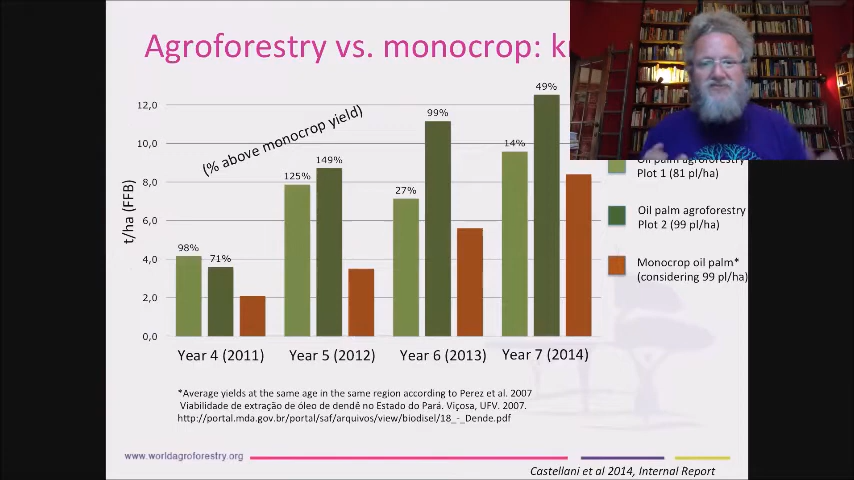 Agroforestry vs. monocrop:
(% above monocrop yield)
t/ha (FFB)
12,0
10,0
8,0
6,0
4,0
2,0
0,0
98%
71%
125%
149%
27%
99%
14%
49%
Year 4 (2011)
Year 5 (2012)
Year 6 (2013)
Year 7 (2014)
Oil palm agroforestry
Plot 1 (81 pl/ha)
Oil palm agroforestry
Plot 2 (99 pl/ha)
Monocrop oil palm*
(considering 99 pl/ha)
*Average yields at the same age in the same region according to Perez et al. 2007
Viabilidade de extração de óleo de dendê no Estado do Pará. Viçosa, UFV. 2007.
http://portal.mda.gov.br/portal/saf/arquivos/view/biodisel/18_-_Dende.pdf
www.worldagroforestry.org
Castellani et al 2014, Internal Report